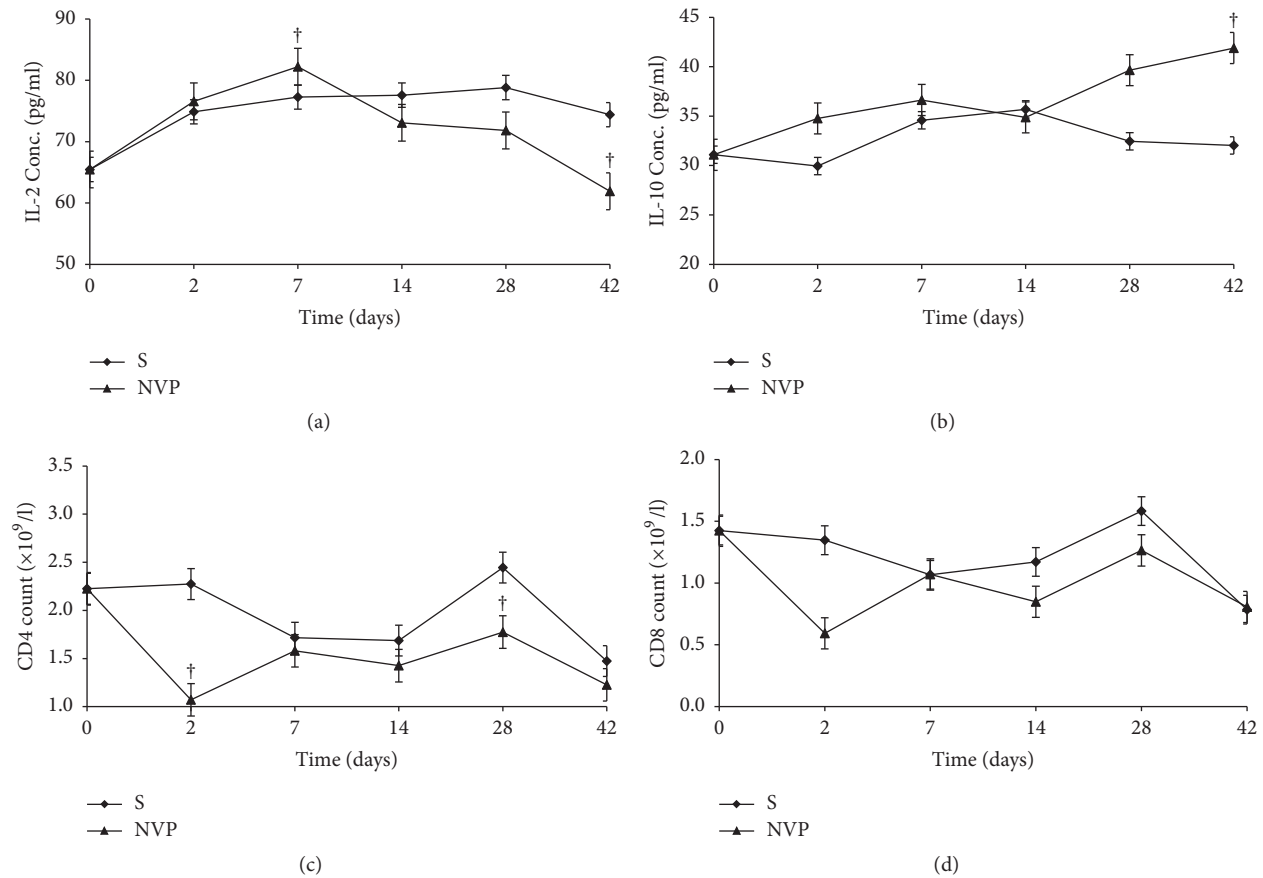 90
80
70
60
50
IL-2 Conc. (pg/ml)
†
†
0 2 7 14 28 42
Time (days)
S
NVP
(a)
45
40
35
30
25
20
IL-10 Conc. (pg/ml)
†
0 2 7 14 28 42
Time (days)
S
NVP
(b)
3.5
3.0
2.5
2.0
1.5
1.0
CD4 count (×10⁹/l)
†
†
0 2 7 14 28 42
Time (days)
S
NVP
(c)
2.0
1.5
1.0
0.5
0.0
CD8 count (×10⁹/l)
0 2 7 14 28 42
Time (days)
S
NVP
(d)